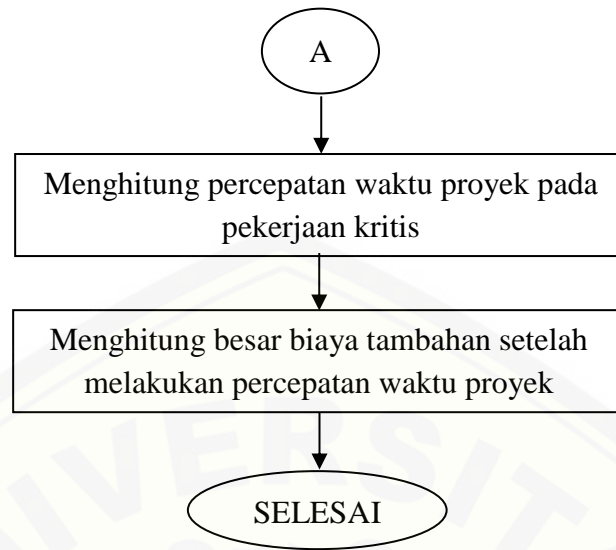 A
Menghitung percepatan waktu proyek pada
pekerjaan kritis
Menghitung besar biaya tambahan setelah
melakukan percepatan waktu proyek
SELESAI